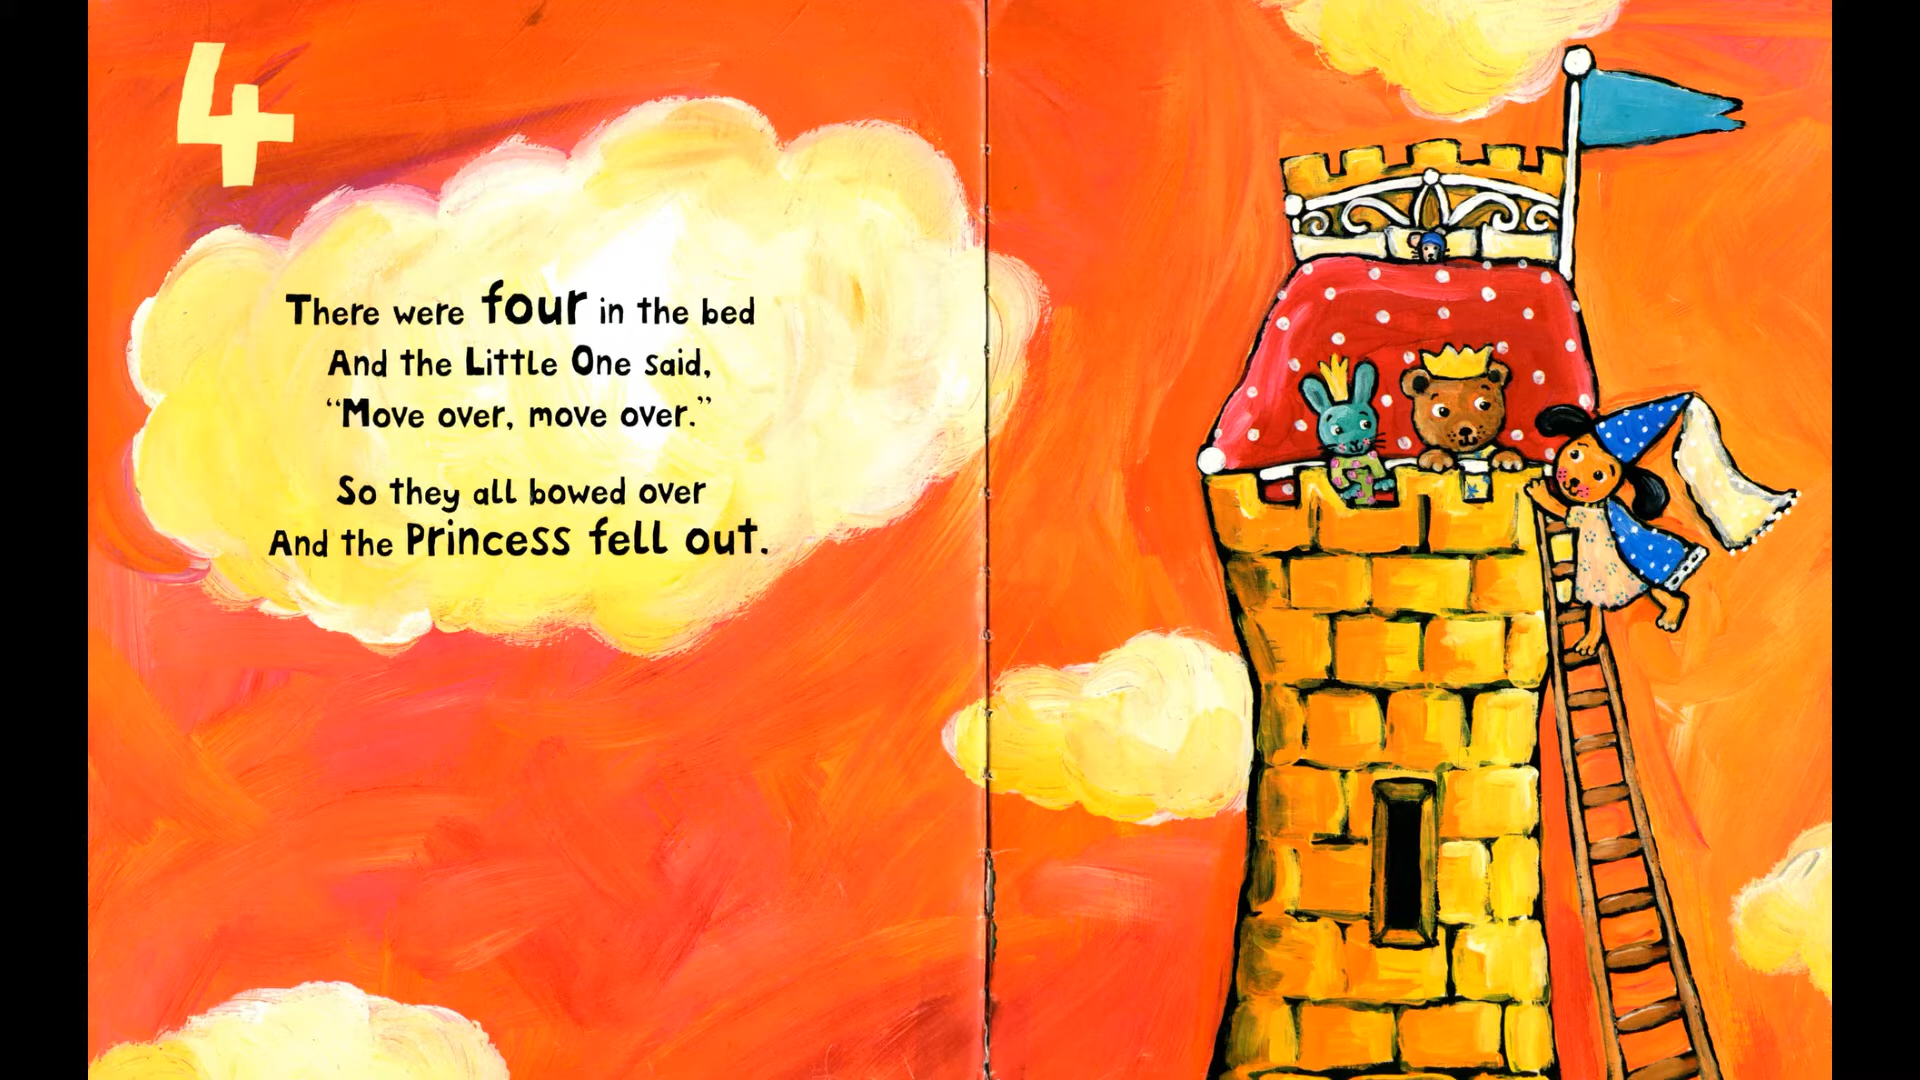 4
There were four in the bed
And the Little One said,
“Move over, move over.”
So they all bowed over
And the Princess fell out.